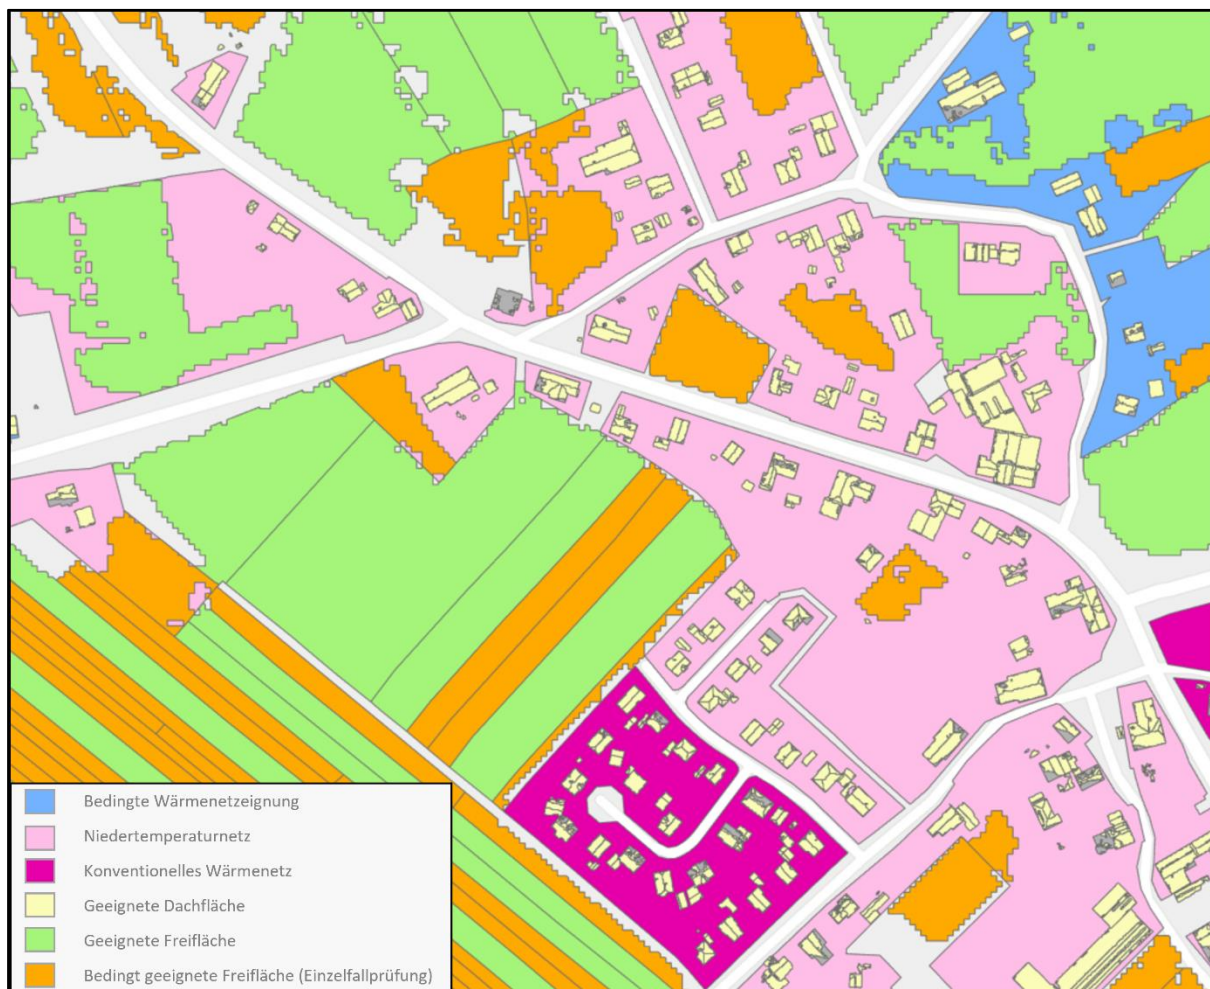 Bedingte Wärmenetzeignung
Niedertemperaturnetz
Konventionelles Wärmenetz
Geeignete Dachfläche
Geeignete Freifläche
Bedingt geeignete Freifläche (Einzelfallprüfung)